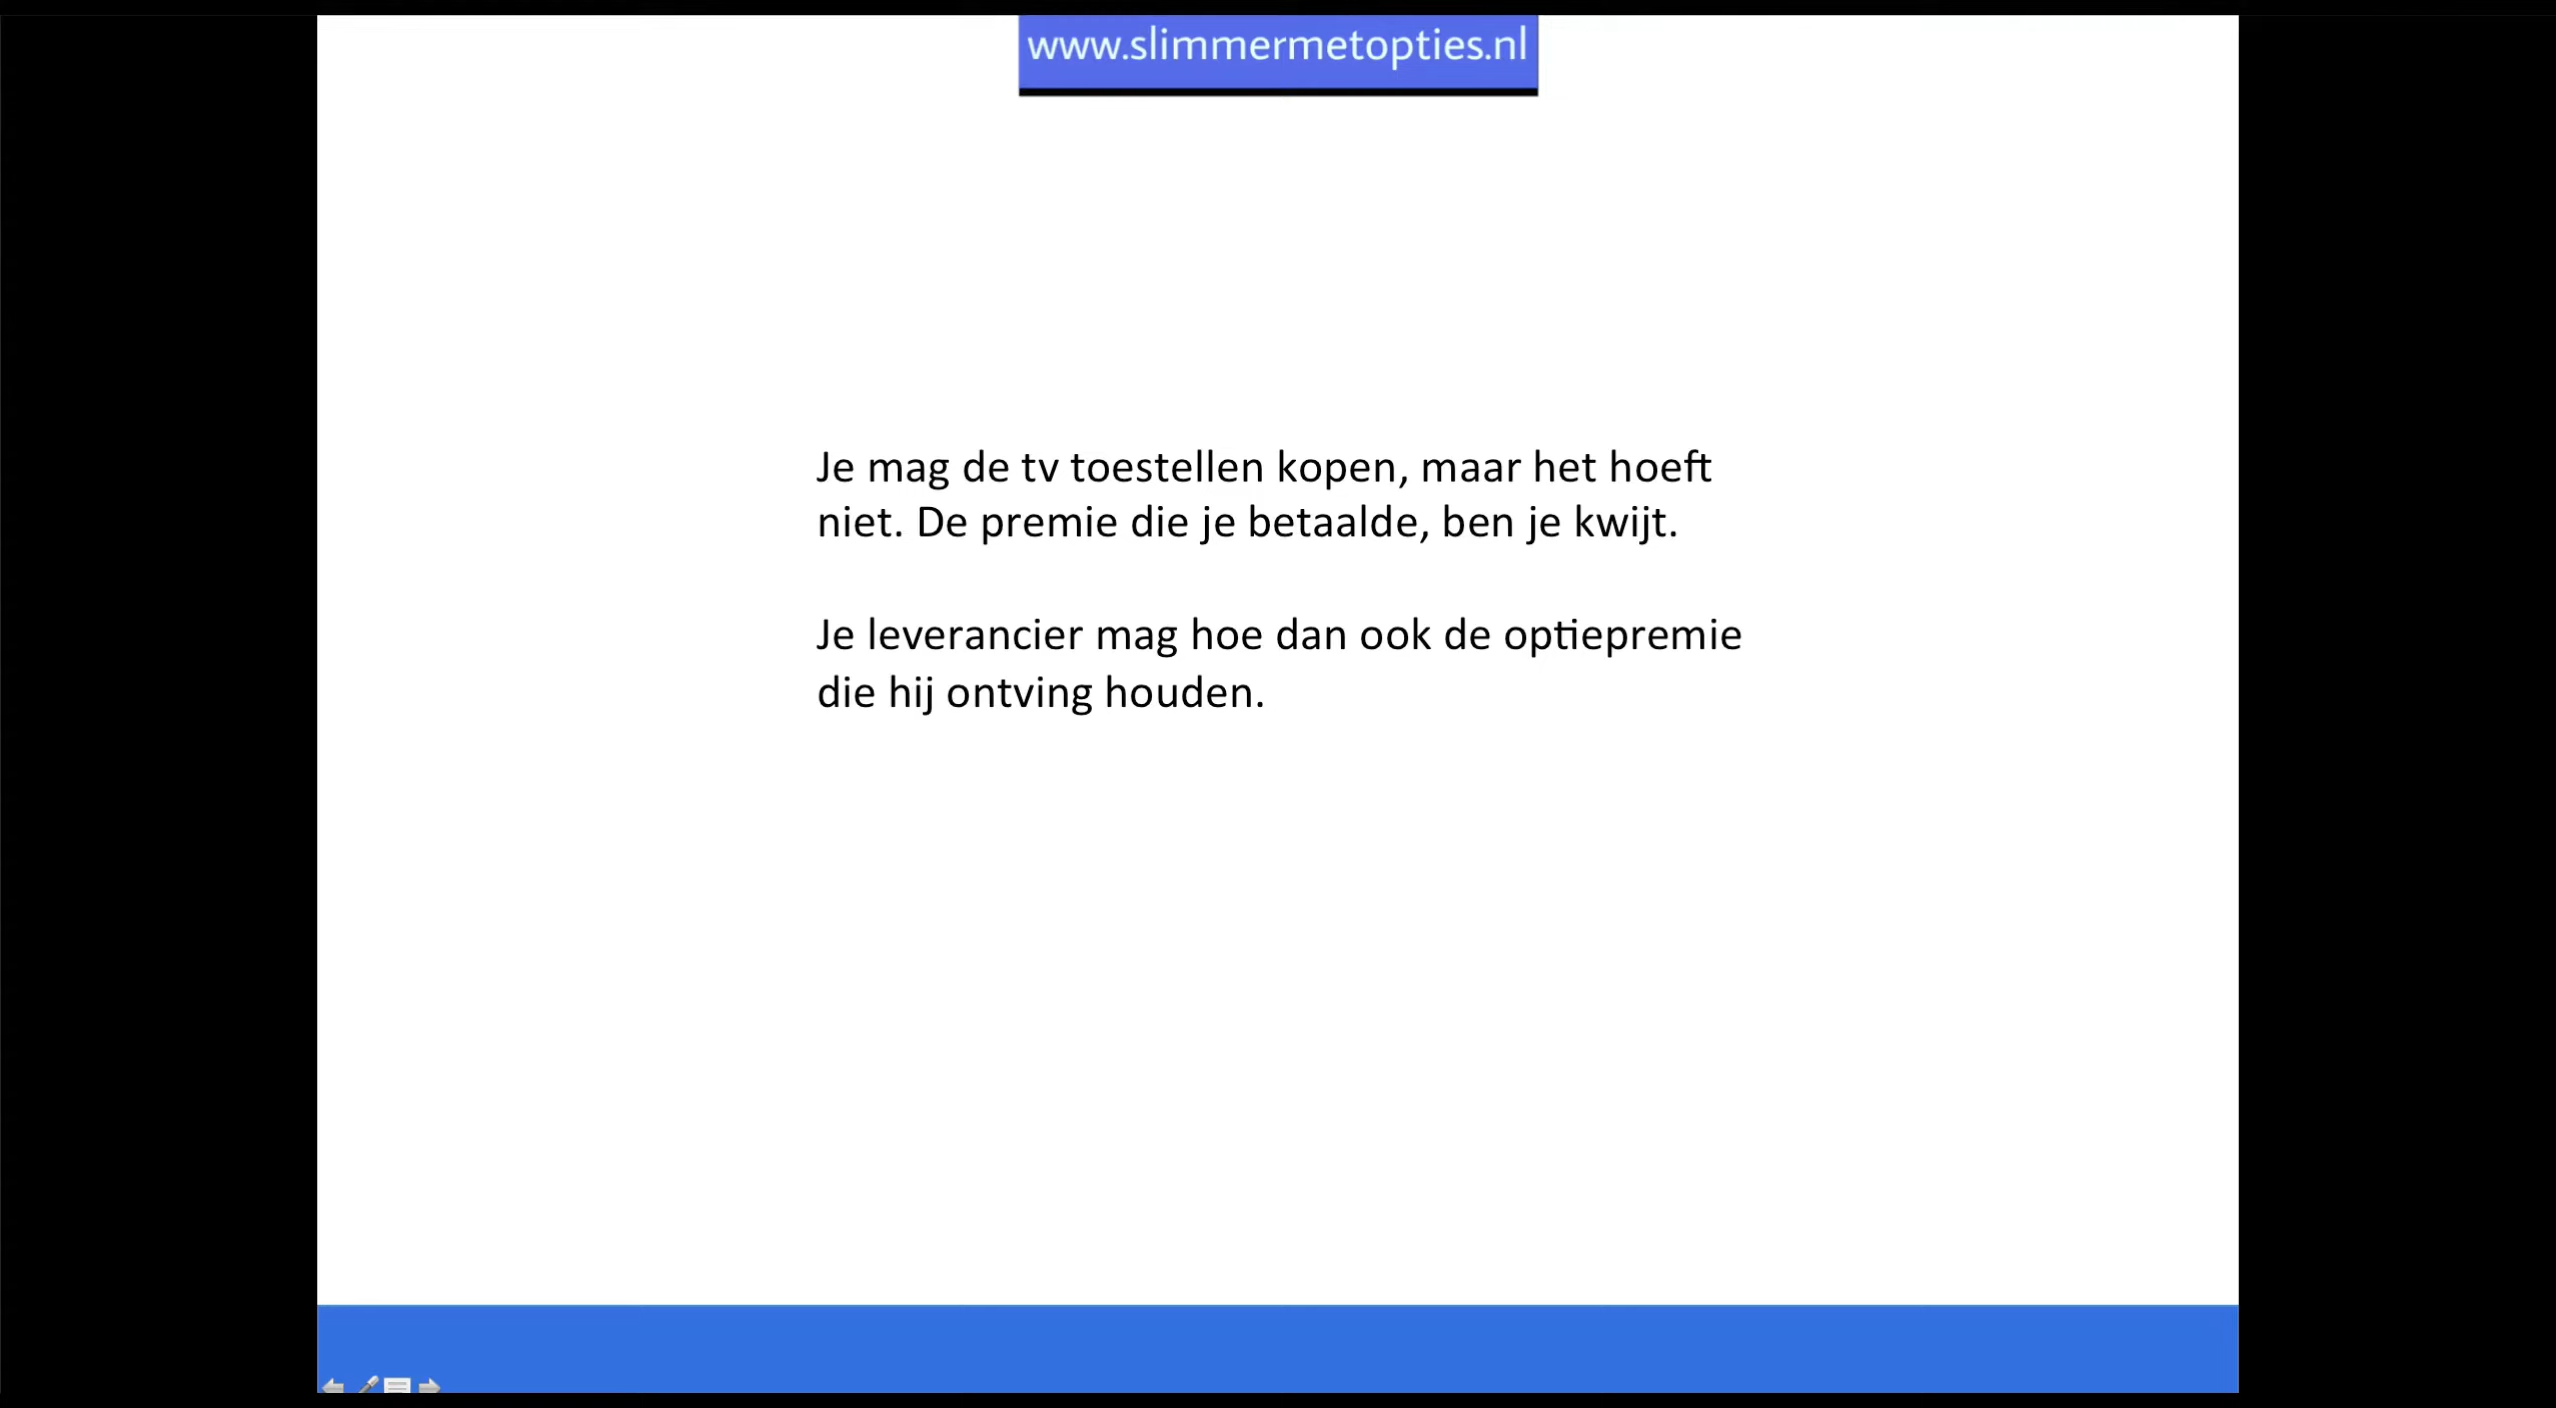 www.slimmermetopties.nl
Je mag de tv toestellen kopen, maar het hoeft
niet. De premie die je betaalde, ben je kwijt.
Je leverancier mag hoe dan ook de optiepremie
die hij ontving houden.